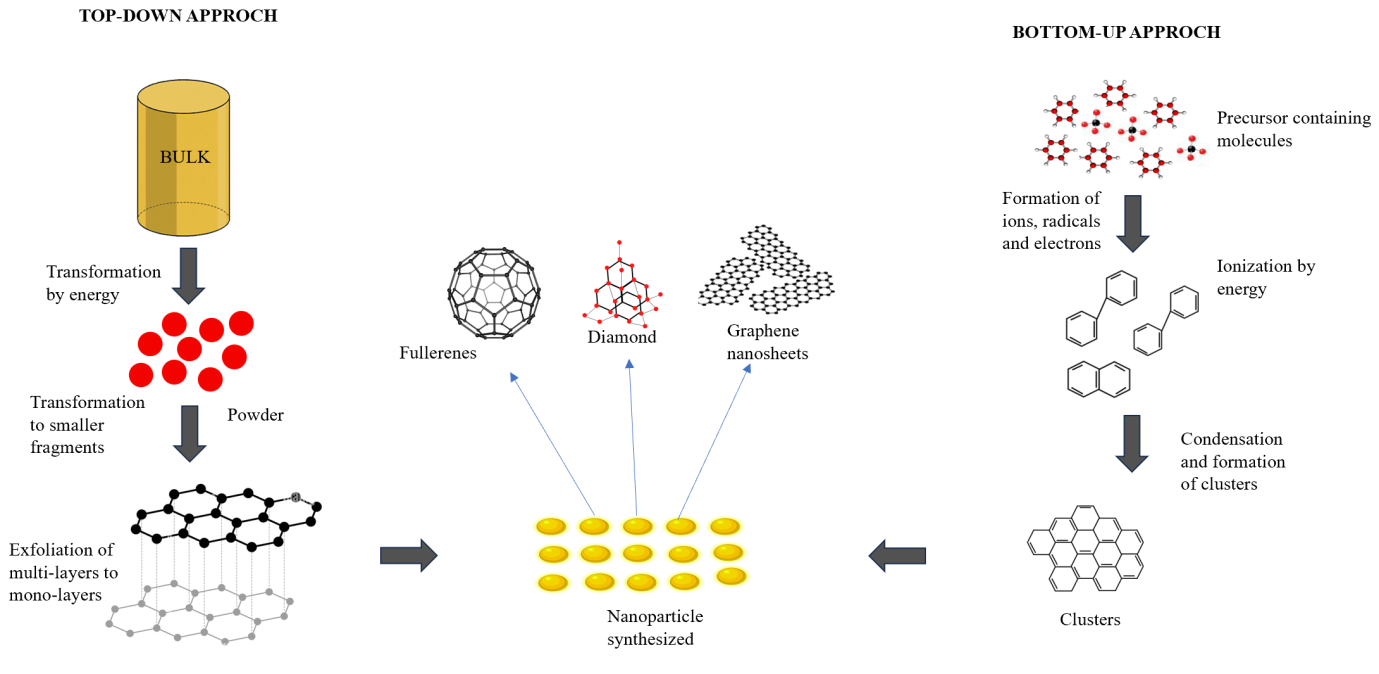 TOP-DOWN APPROCH
BULK
Transformation
by energy
Transformation
to smaller
fragments
Powder
Exfoliation of
multi-layers to
mono-layers
Fullerenes
Diamond
Graphene
nanosheets
Nanoparticle
synthesized
BOTTOM-UP APPROCH
Precursor containing
molecules
Formation of
ions, radicals
and electrons
Ionization by
energy
Condensation
and formation
of clusters
Clusters